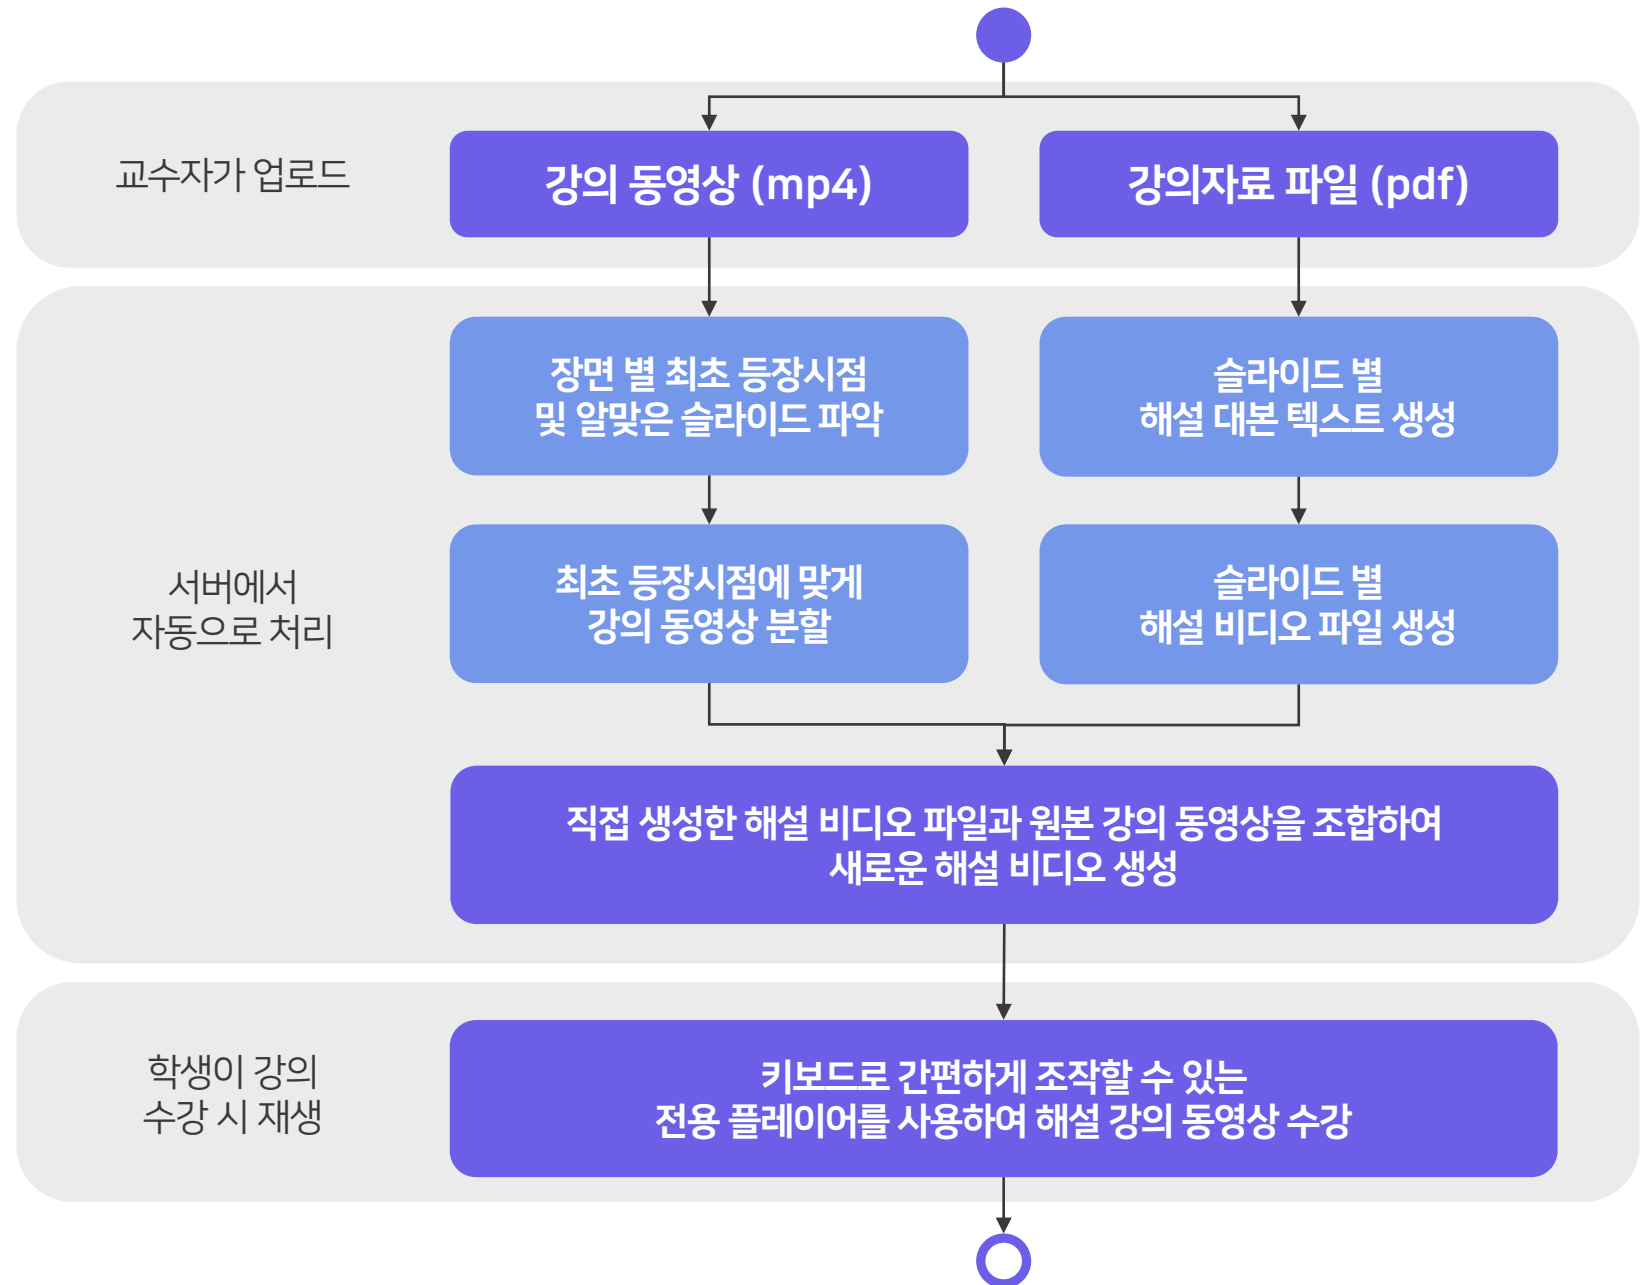 교수자가 업로드
강의 동영상 (mp4)
강의자료 파일 (pdf)
서버에서
자동으로 처리
장면 별 최초 등장시점
및 알맞은 슬라이드 파악
슬라이드 별
해설 대본 텍스트 생성
최초 등장시점에 맞게
강의 동영상 분할
슬라이드 별
해설 비디오 파일 생성
직접 생성한 해설 비디오 파일과 원본 강의 동영상을 조합하여
새로운 해설 비디오 생성
학생이 강의
수강 시 재생
키보드로 간편하게 조작할 수 있는
전용 플레이어를 사용하여 해설 강의 동영상 수강